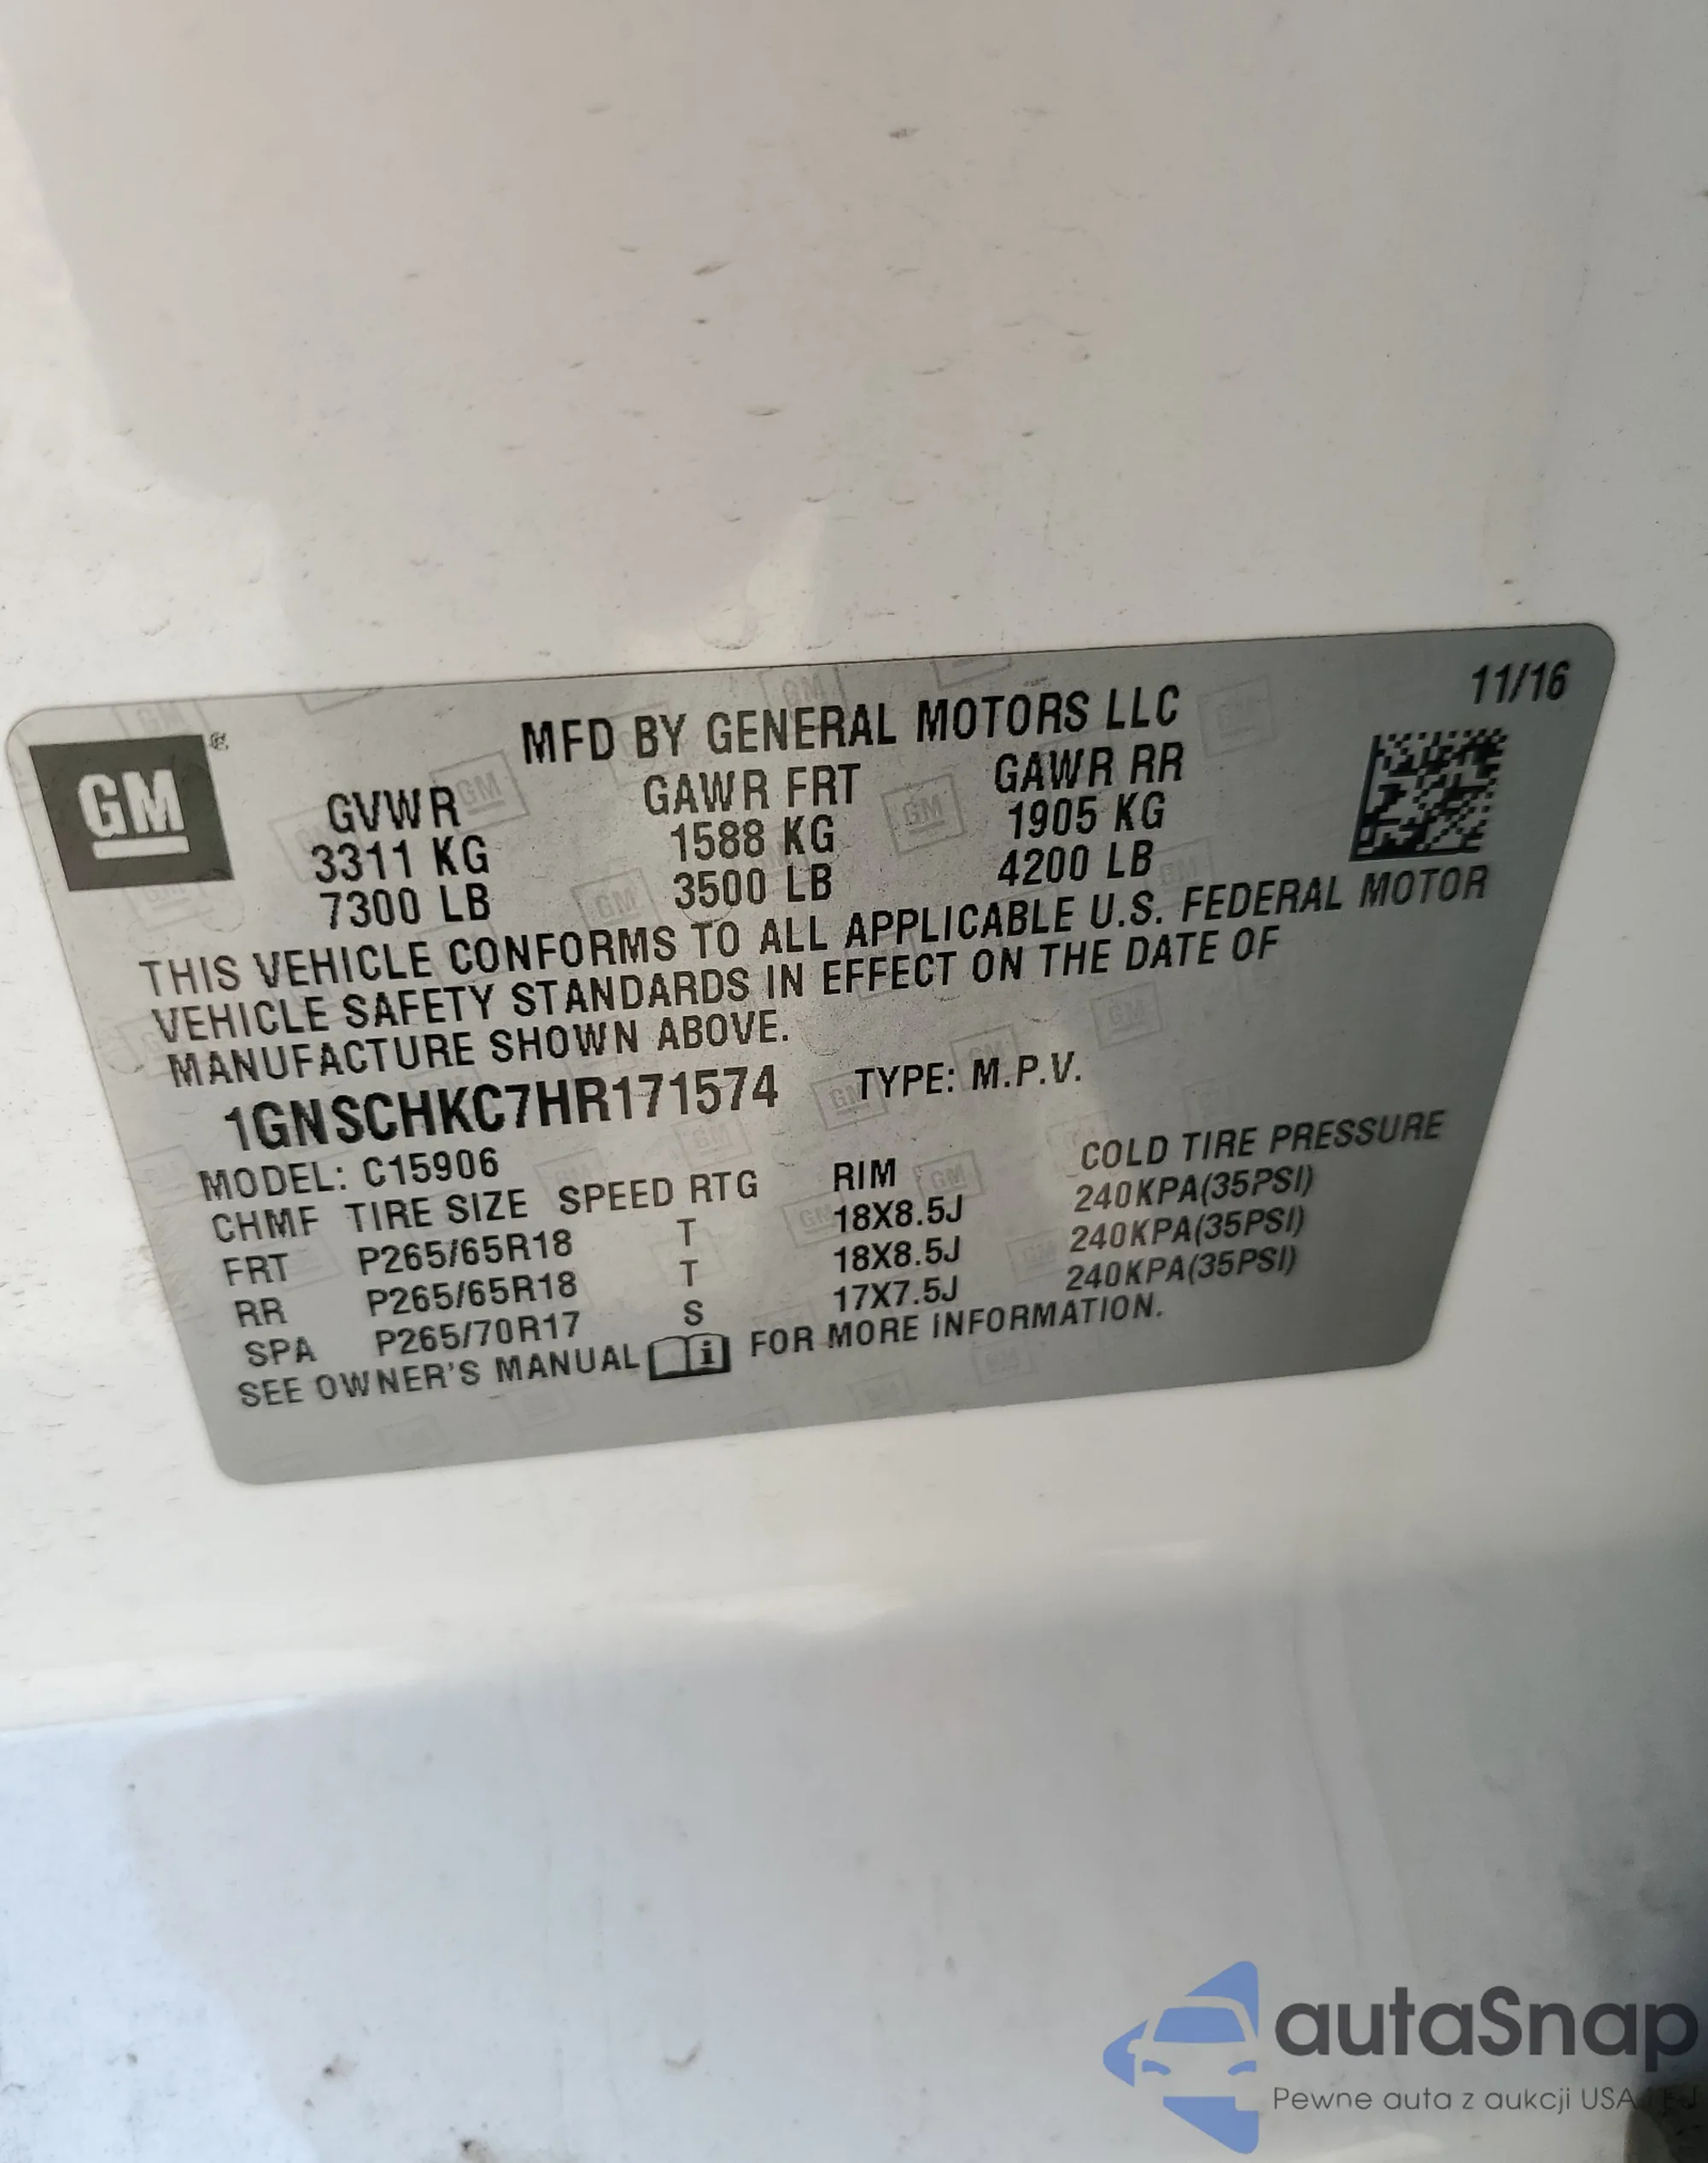 11/16
GM
®
MFD BY GENERAL MOTORS LLC
GVWR GAWR FRT GAWR RR
3311 KG 1588 KG 1905 KG
7300 LB 3500 LB 4200 LB
THIS VEHICLE CONFORMS TO ALL APPLICABLE U.S. FEDERAL MOTOR
VEHICLE SAFETY STANDARDS IN EFFECT ON THE DATE OF
MANUFACTURE SHOWN ABOVE.
1GNSCHKC7HR171574 TYPE: M.P.V.
MODEL: C15906
CHMF TIRE SIZE SPEED RTG RIM COLD TIRE PRESSURE
FRT P265/65R18 T 18X8.5J 240KPA(35PSI)
RR P265/65R18 T 18X8.5J 240KPA(35PSI)
SPA P265/70R17 S 17X7.5J 240KPA(35PSI)
SEE OWNER'S MANUAL i FOR MORE INFORMATION.
autaSnap
Pewne auta z aukcji USA